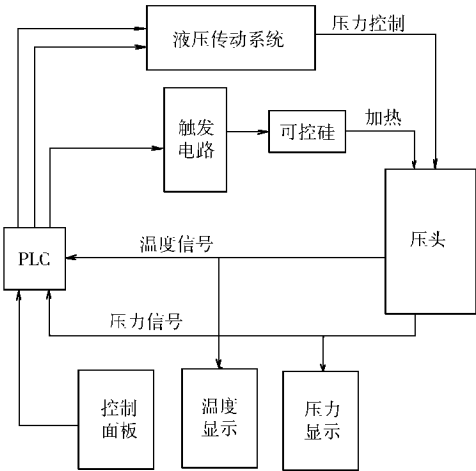 液压传动系统
压力控制
触发
电路
可控硅
加热
压头
PLC
温度信号
压力信号
控制
面板
温度
显示
压力
显示